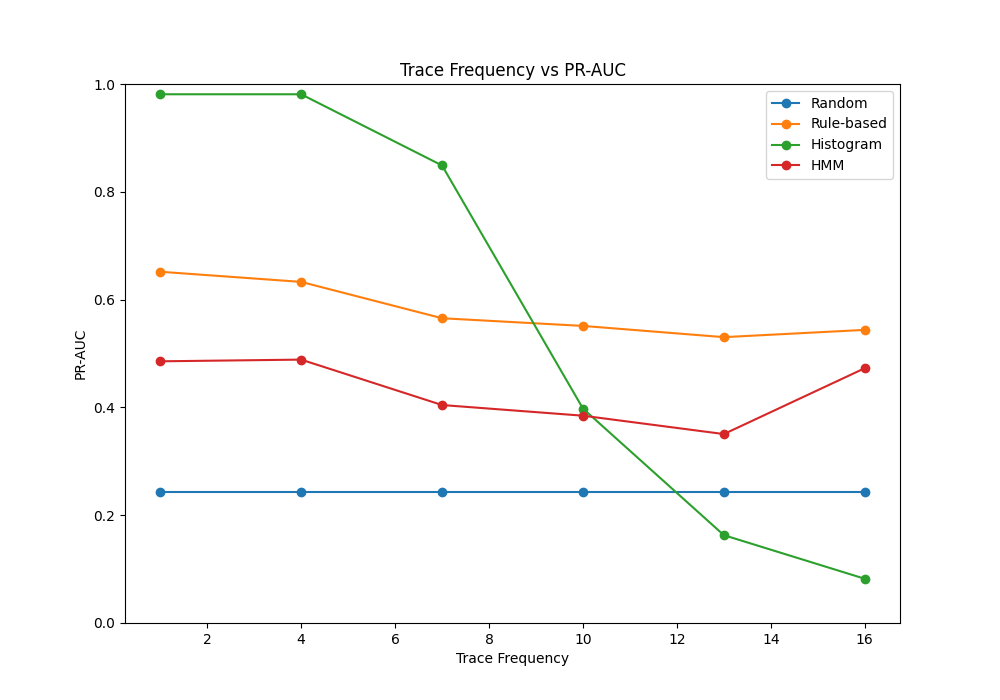 Trace Frequency vs PR-AUC
Random
Rule-based
Histogram
HMM
PR-AUC
1.0
0.8
0.6
0.4
0.2
0.0
2 4 6 8 10 12 14 16
Trace Frequency